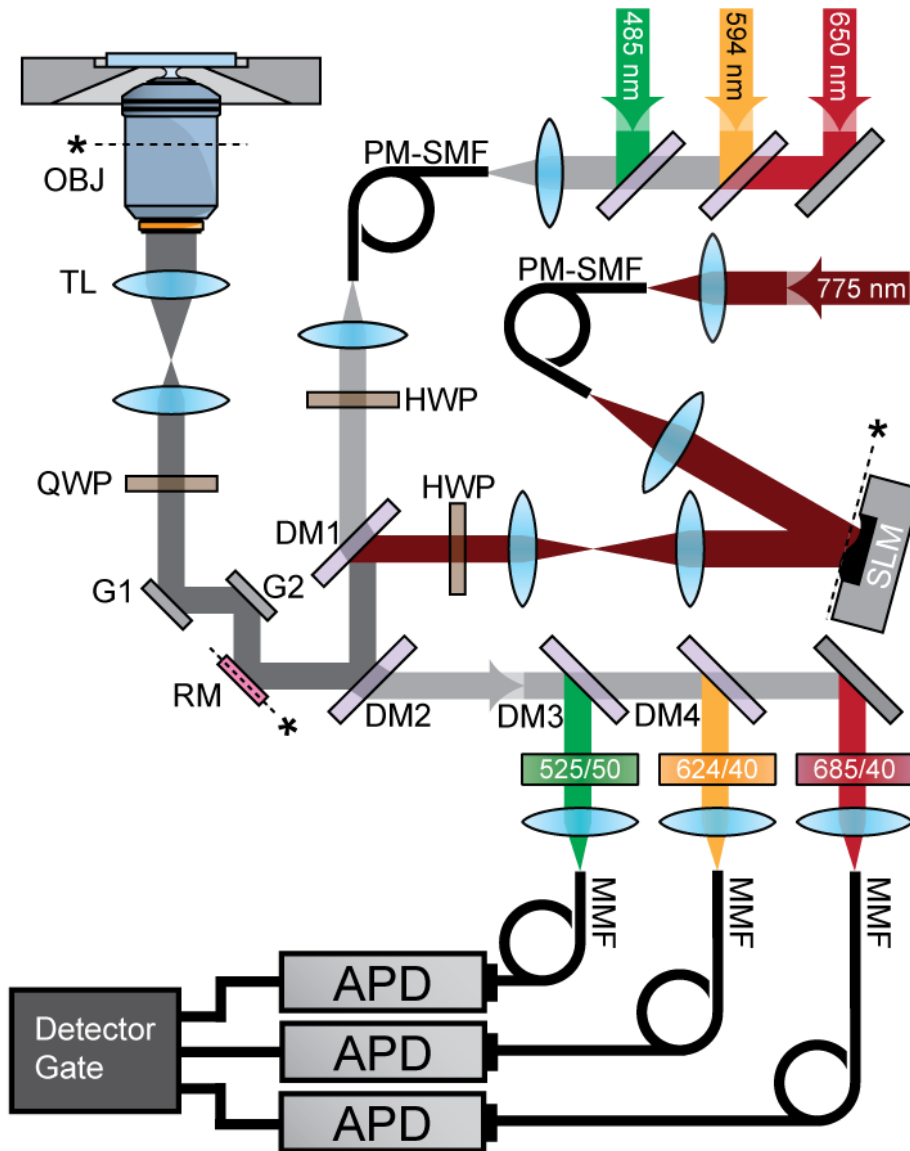 485 nm
594 nm
650 nm
*
OBJ
PM-SMF
TL
PM-SMF
775 nm
HWP
*
QWP
HWP
DM1
SLM
G1
G2
RM
*
DM2
DM3
DM4
525/50
624/40
685/40
MMF
MMF
MMF
APD
Detector
Gate
APD
APD